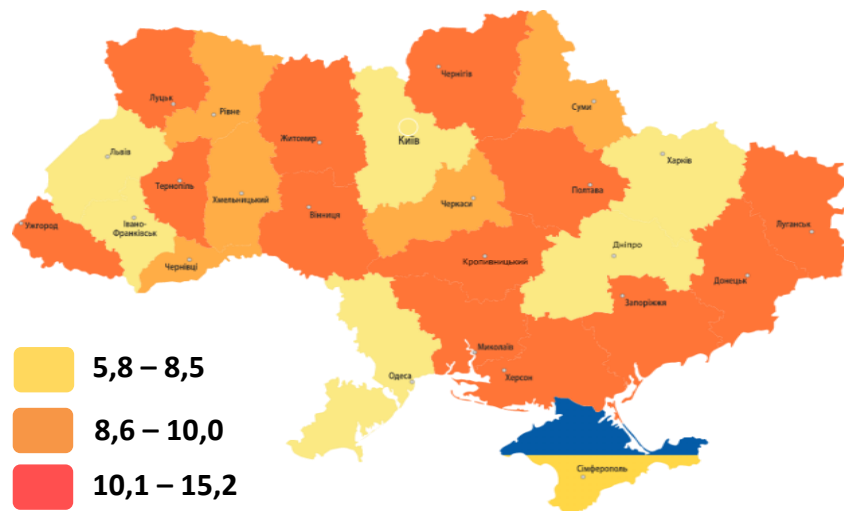 Чернігів
Луцьк
Рівне
Суми
Житомир
Київ
Львів
Харків
Тернопіль
Хмельницький
Черкаси
Полтава
Вінниця
Ужгород
Івано-
Франківськ
Луганськ
Дніпро
Чернівці
Кропивницький
Донецьк
Запоріжжя
Миколаїв
Херсон
Одеса
Сімферополь
5,8 – 8,5
8,6 – 10,0
10,1 – 15,2